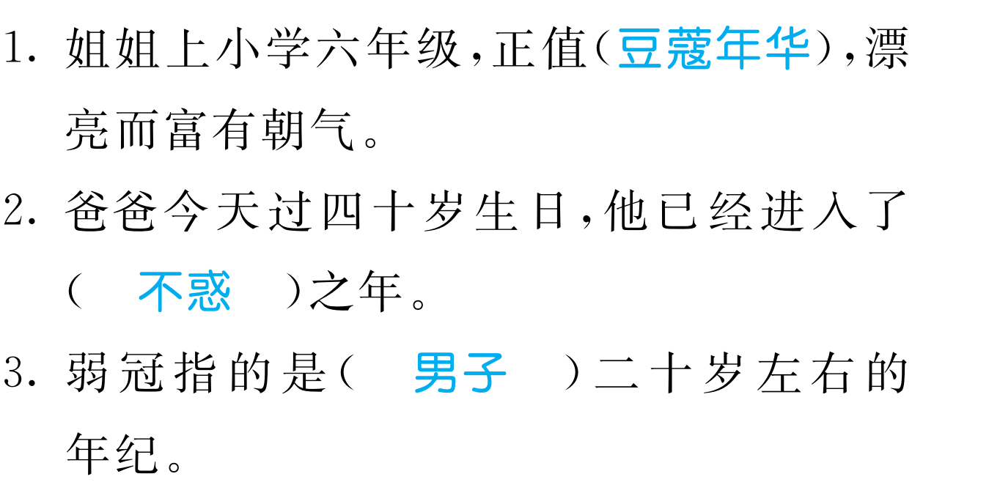 1. 姐姐上小学六年级,正值(豆蔻年华),漂
亮而富有朝气。
2. 爸爸今天过四十岁生日,他已经进入了
( 不惑 )之年。
3. 弱冠指的是( 男子 )二十岁左右的
年纪。